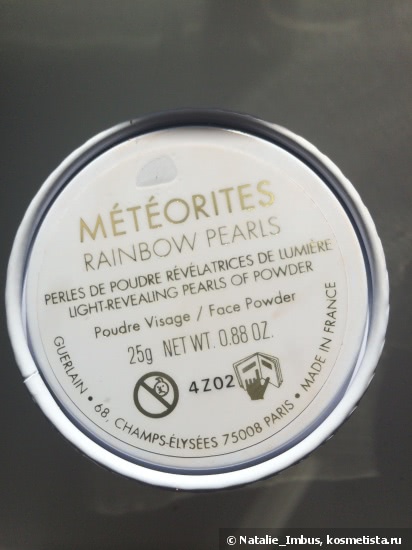 MÉTÉORITES
RAINBOW PEARLS
PERLES DE POUDRE RÉVÉLATRICES DE LUMIÈRE
LIGHT-REVEALING PEARLS OF POWDER
Poudre Visage / Face Powder
25g NET WT. 0.88 OZ.
4Z02
GUERLAIN • 68, CHAMPS-ÉLYSÉES 75008 PARIS • MADE IN FRANCE
© Natalie_Imbus, kosmetista.ru